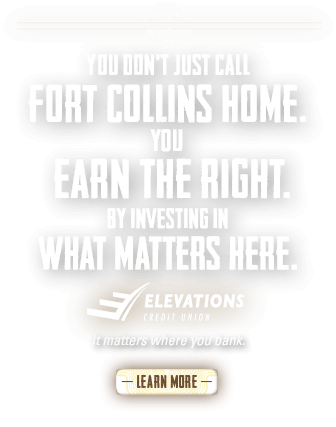 YOU DON'T JUST CALL
FORT COLLINS HOME.
YOU
EARN THE RIGHT.
BY INVESTING IN
WHAT MATTERS HERE.
ELEVATIONS
CREDIT UNION
It matters where you bank.
— LEARN MORE —